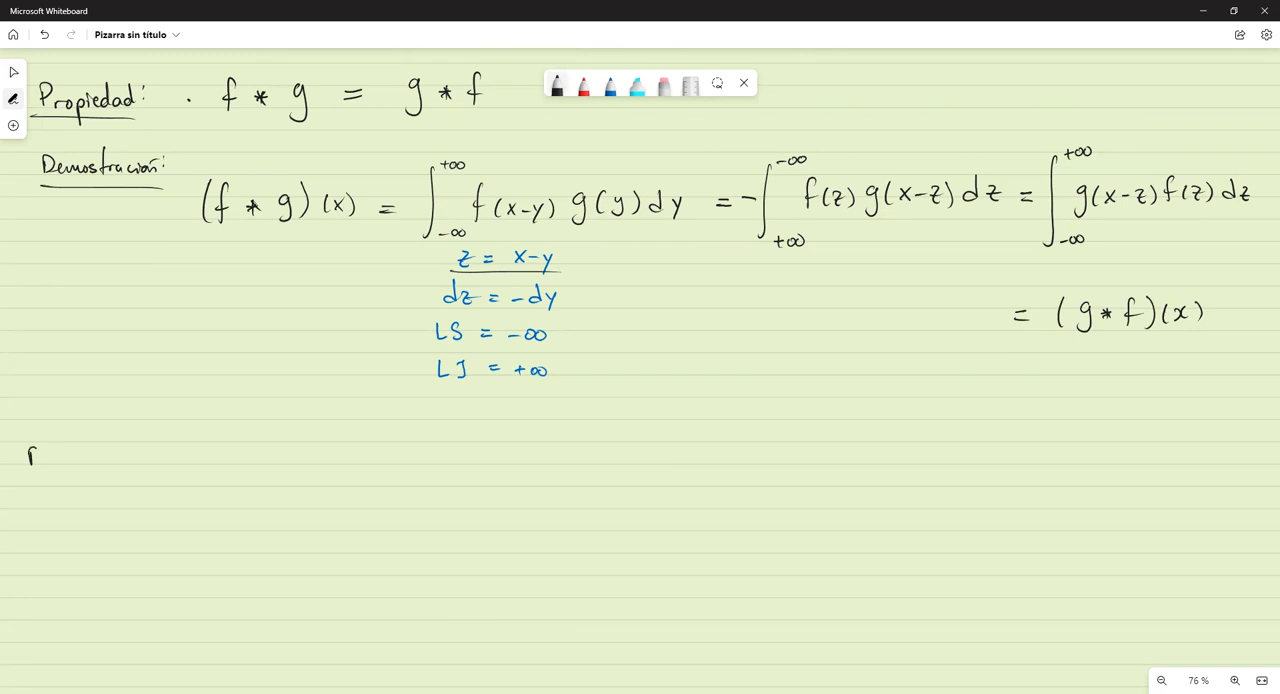 Microsoft Whiteboard
Pizarra sin título
Propiedad: . f * g = g * f
Demostración:
(f * g)(x) = ∫_{-∞}^{+∞} f(x-y) g(y) dy = -∫_{+∞}^{-∞} f(z) g(x-z) dz = ∫_{-∞}^{+∞} g(x-z) f(z) dz
z = x-y
dz = -dy
= (g * f)(x)
LS = -∞
LI = +∞
76 %